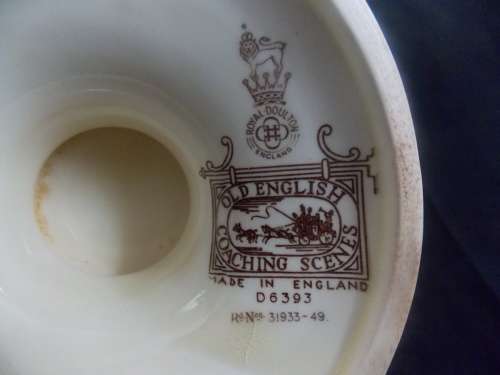 ROYAL·DOULTON
ENGLAND
OLD ENGLISH
COACHING SCENES
MADE IN ENGLAND
D6393
Rd Nos. 31933-49.